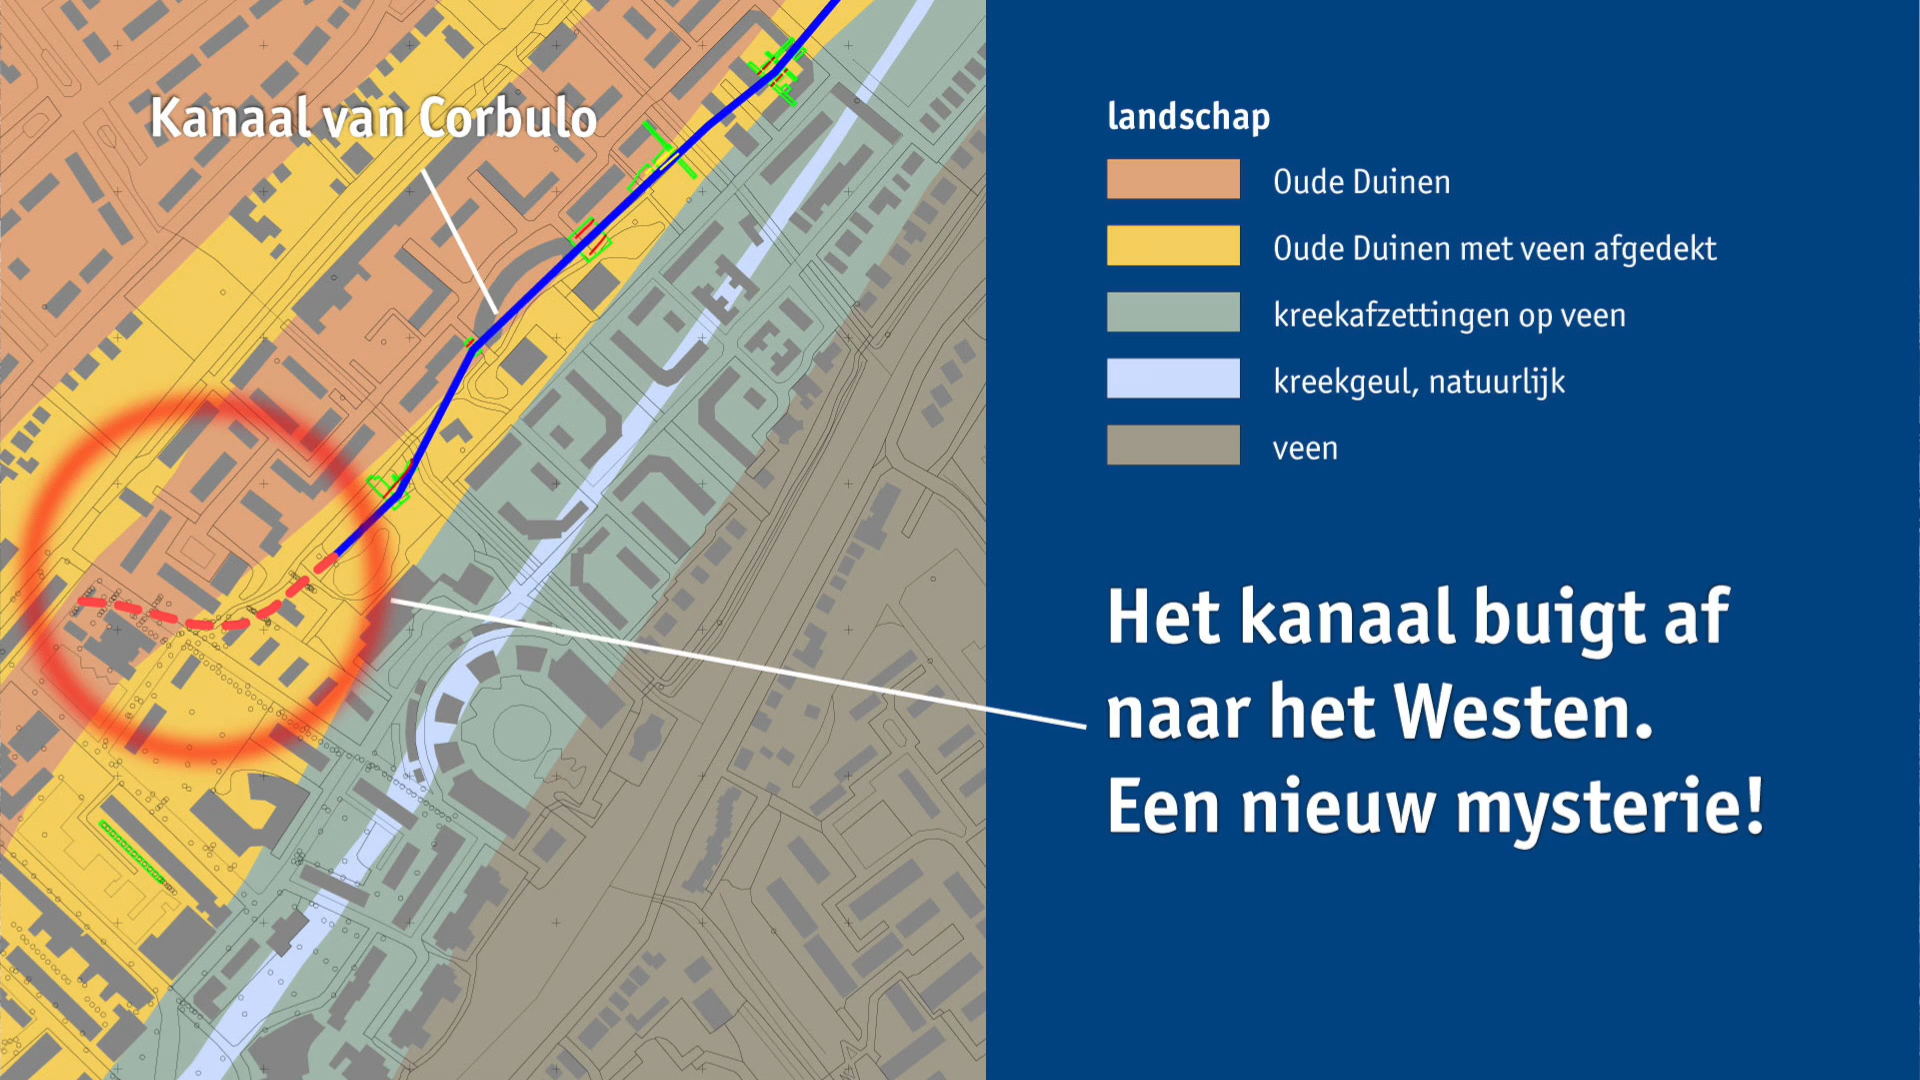 Kanaal van Corbulo
landschap
Oude Duinen
Oude Duinen met veen afgedekt
kreekafzettingen op veen
kreekgeul, natuurlijk
veen
Het kanaal buigt af
naar het Westen.
Een nieuw mysterie!